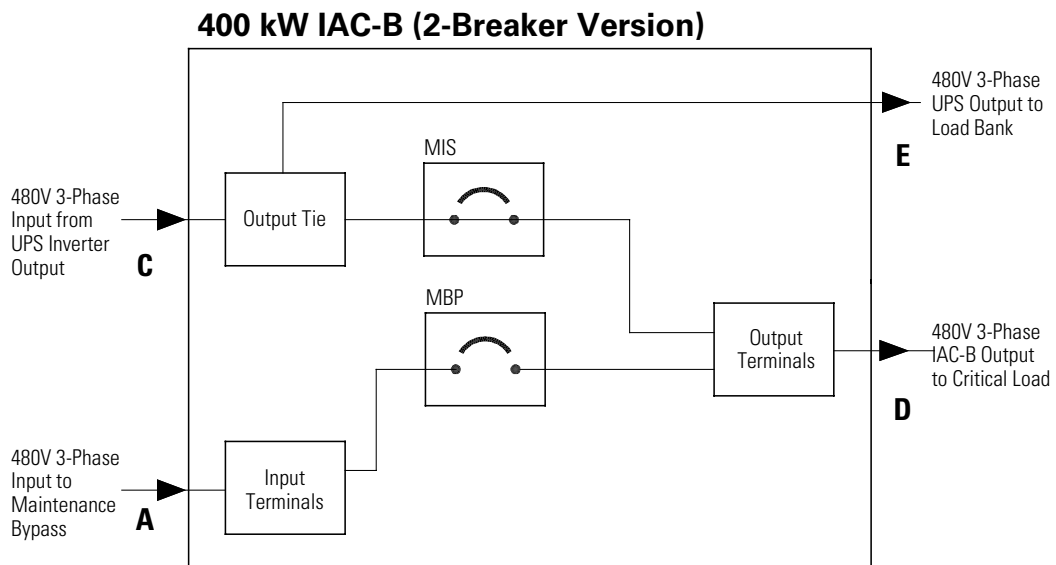 400 kW IAC-B (2-Breaker Version)
480V 3-Phase
UPS Output to
Load Bank
E
MIS
480V 3-Phase
Input from
UPS Inverter
Output
C
Output Tie
MBP
Output
Terminals
480V 3-Phase
IAC-B Output
to Critical Load
D
480V 3-Phase
Input to
Maintenance
Bypass
A
Input
Terminals